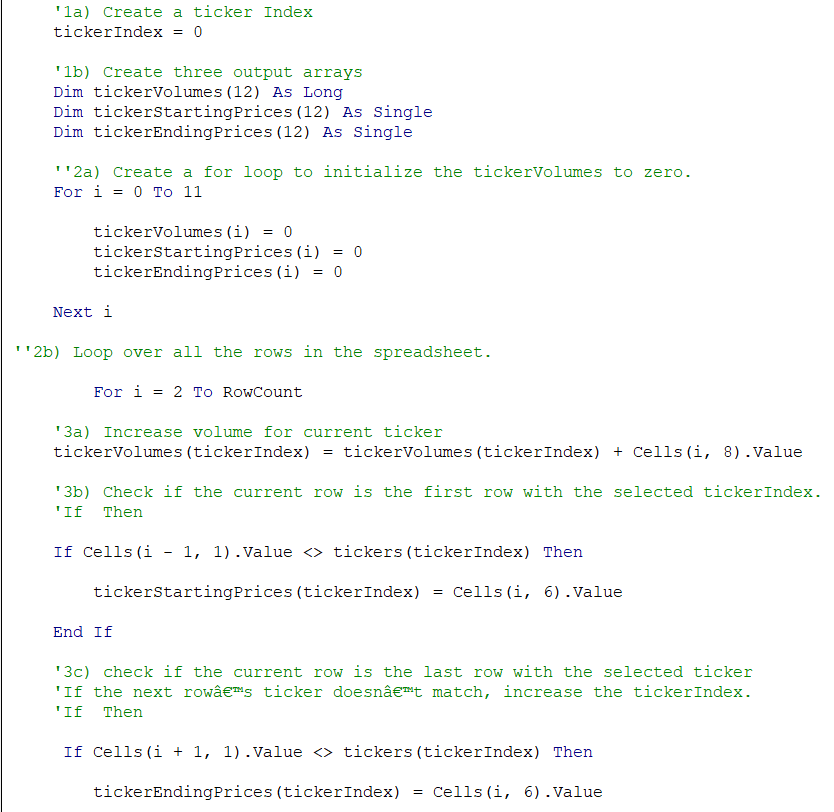 '1a) Create a ticker Index
tickerIndex = 0
'1b) Create three output arrays
Dim tickerVolumes(12) As Long
Dim tickerStartingPrices(12) As Single
Dim tickerEndingPrices(12) As Single
''2a) Create a for loop to initialize the tickerVolumes to zero.
For i = 0 To 11
tickerVolumes(i) = 0
tickerStartingPrices(i) = 0
tickerEndingPrices(i) = 0
Next i
''2b) Loop over all the rows in the spreadsheet.
For i = 2 To RowCount
'3a) Increase volume for current ticker
tickerVolumes(tickerIndex) = tickerVolumes(tickerIndex) + Cells(i, 8).Value
'3b) Check if the current row is the first row with the selected tickerIndex.
'If  Then
If Cells(i - 1, 1).Value <> tickers(tickerIndex) Then
tickerStartingPrices(tickerIndex) = Cells(i, 6).Value
End If
'3c) check if the current row is the last row with the selected ticker
'If the next rowâ€™s ticker doesnâ€™t match, increase the tickerIndex.
'If  Then
If Cells(i + 1, 1).Value <> tickers(tickerIndex) Then
tickerEndingPrices(tickerIndex) = Cells(i, 6).Value